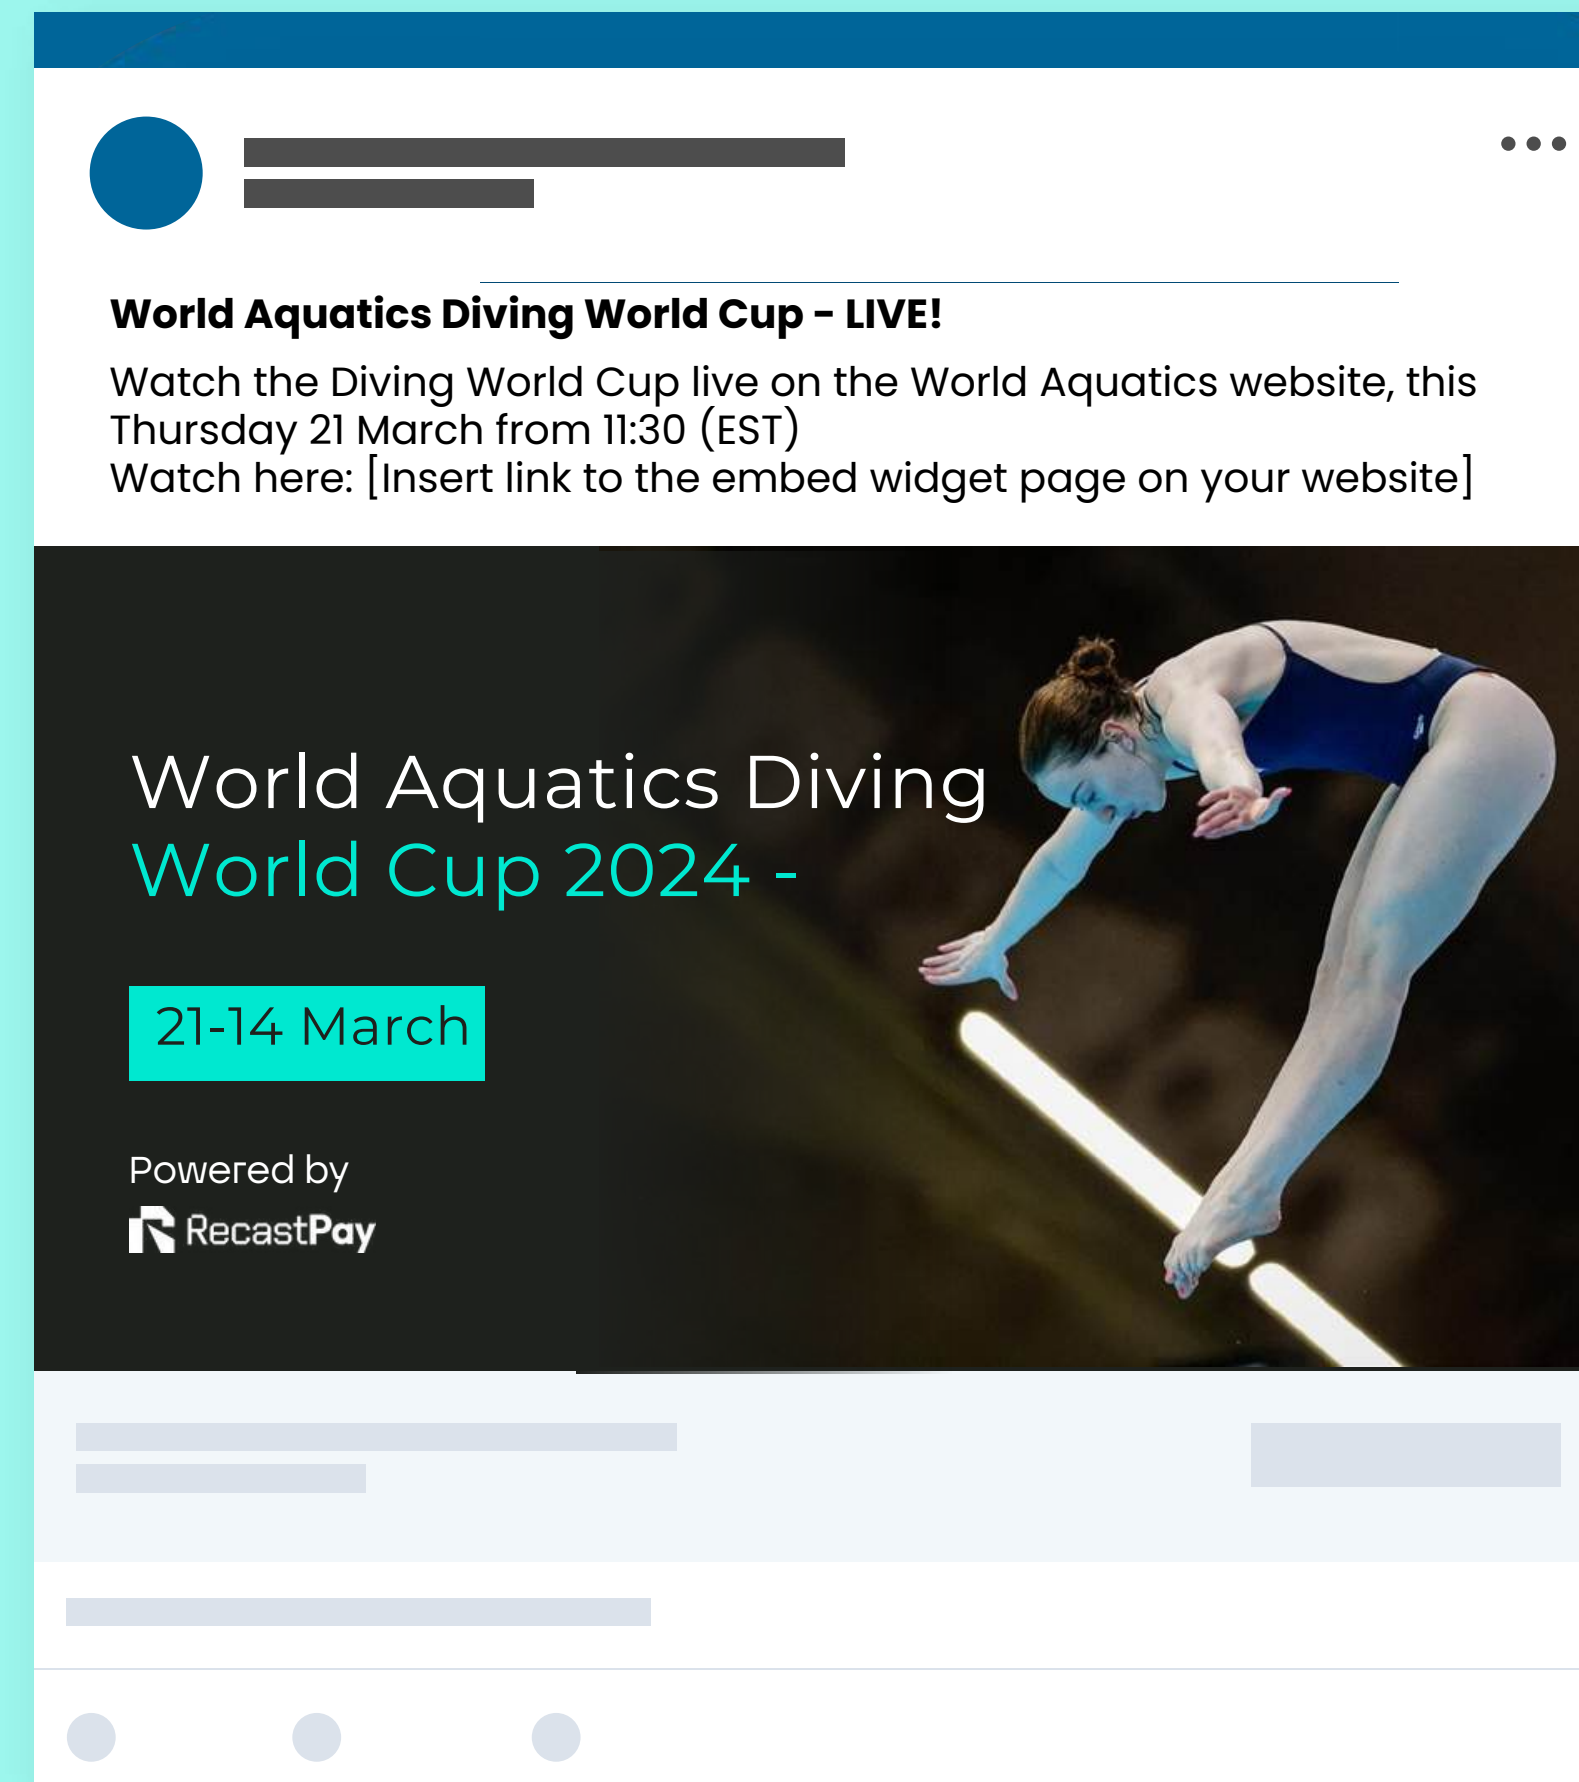 World Aquatics Diving World Cup - LIVE!
Watch the Diving World Cup live on the World Aquatics website, this
Thursday 21 March from 11:30 (EST)
Watch here: [Insert link to the embed widget page on your website]
World Aquatics Diving
World Cup 2024 -
21-14 March
Powered by
RecastPay